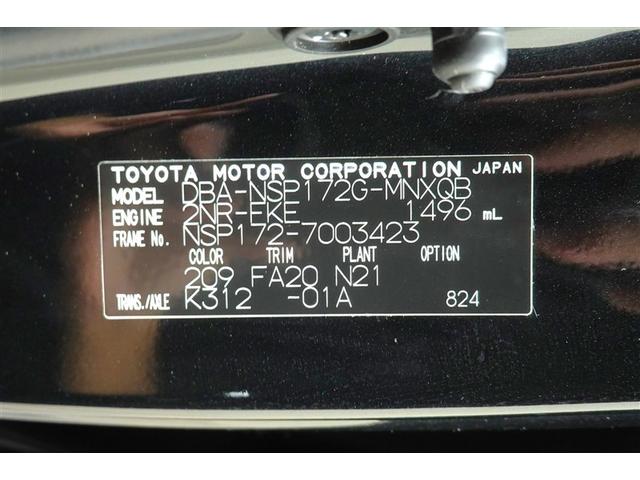 TOYOTA MOTOR CORPORATION JAPAN
MODEL DBA-NSP172G-MNXQB
ENGINE 2NR-FKE 1496 mL
FRAME No. NSP172-7003423
COLOR TRIM PLANT OPTION
209 FA20 N21
TRANS./AXLE K312 -01A 824